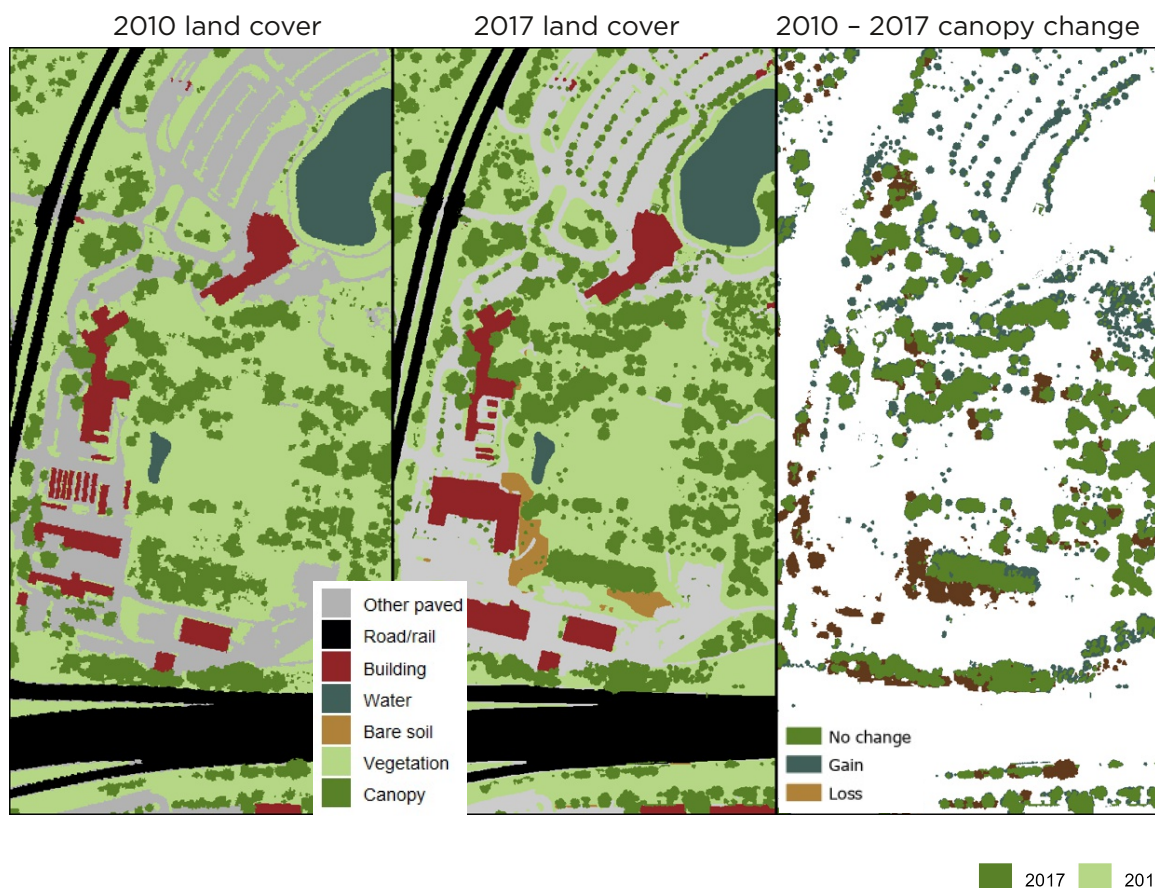 2010 land cover
2017 land cover
2010 – 2017 canopy change
Other paved
Road/rail
Building
Water
Bare soil
Vegetation
Canopy
No change
Gain
Loss
2017
201